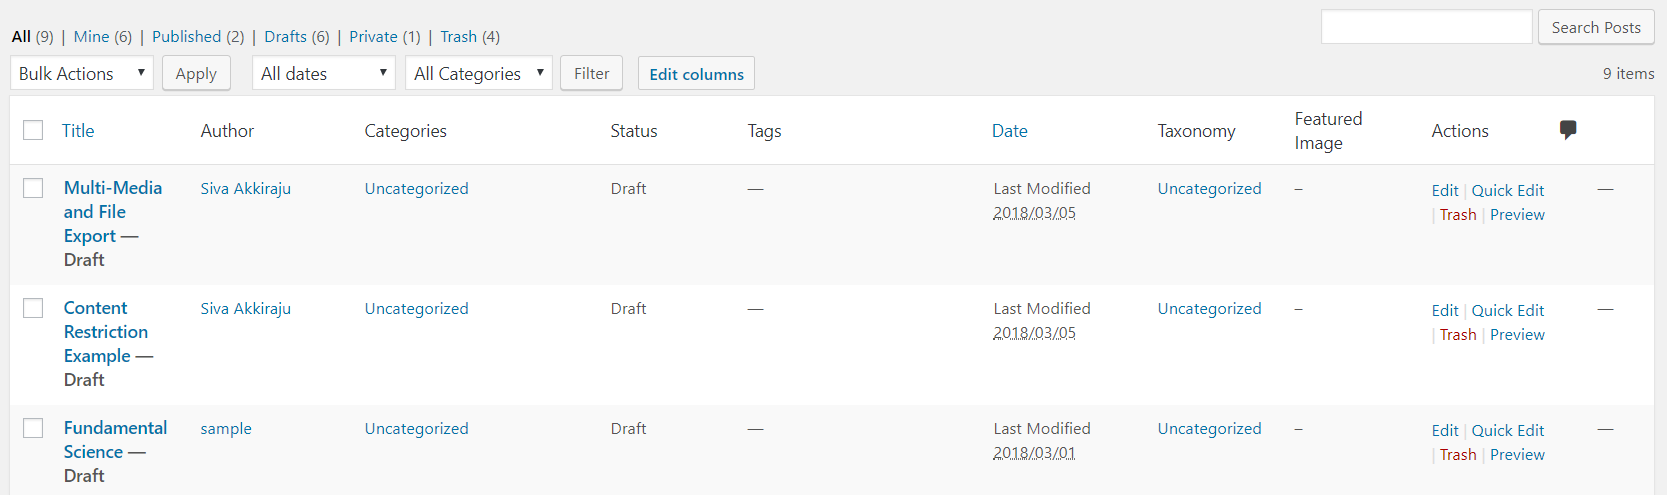 All (9) | Mine (6) | Published (2) | Drafts (6) | Private (1) | Trash (4)
Search Posts
Bulk Actions Apply All dates All Categories Filter Edit columns 9 items
Title Author Categories Status Tags Date Taxonomy Featured Image Actions
Multi-Media and File Export — Draft Siva Akkiraju Uncategorized Draft — Last Modified 2018/03/05 Uncategorized – Edit | Quick Edit | Trash | Preview —
Content Restriction Example — Draft Siva Akkiraju Uncategorized Draft — Last Modified 2018/03/05 Uncategorized – Edit | Quick Edit | Trash | Preview —
Fundamental Science — Draft sample Uncategorized Draft — Last Modified 2018/03/01 Uncategorized – Edit | Quick Edit | Trash | Preview —